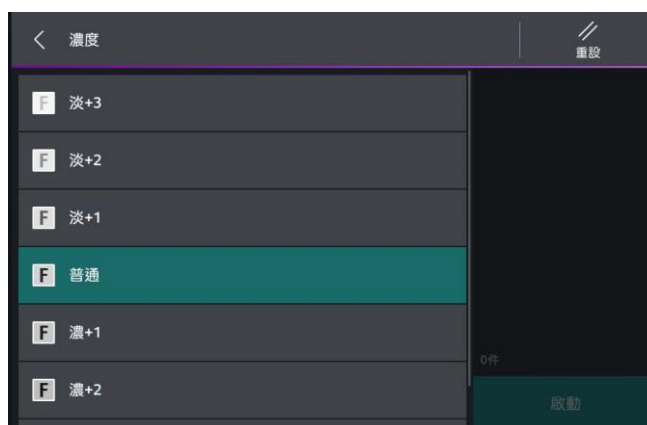 濃度
重設
F 淡+3
F 淡+2
F 淡+1
F 普通
F 濃+1
F 濃+2
0件
啟動